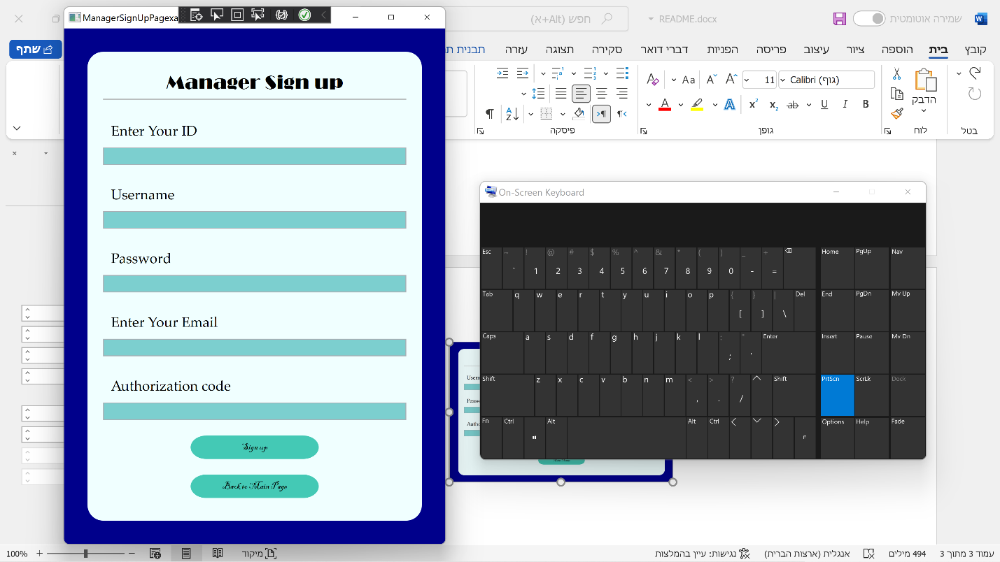 ManagerSignUpPagexa
Manager Sign up
Enter Your ID
Username
Password
Enter Your Email
Authorization code
Sign up
Back to Main Page
חפש (Alt+א)
README.docx
שמירה אוטומטית
קובץ
בית
הוספה
ציור
עיצוב
פריסה
הפניות
דברי דואר
סקירה
תצוגה
עזרה
תבנית
שתף
בטל
הדבק
לוח
Calibri (גוף)
11
Aa
B
I
U
ab
גופן
פיסקה
On-Screen Keyboard
Esc ~ ` ! 1 @ 2 # 3 $ 4 % 5 ^ 6 & 7 * 8 ( 9 ) 0 _ - + = Home PgUp Nav
Tab q w e r t y u i o p { [ } ] | \ Del End PgDn Mv Up
Caps a s d f g h j k l : ; " ' Enter Insert Pause Mv Dn
Shift z x c v b n m < , > . ? / Shift PrtScn ScrLk Dock
Fn Ctrl Alt Alt Ctrl Options Help Fade
עמוד 3 מתוך 3
494 מילים
אנגלית (ארצות הברית)
נגישות: עיין בהמלצות
מיקוד
100%